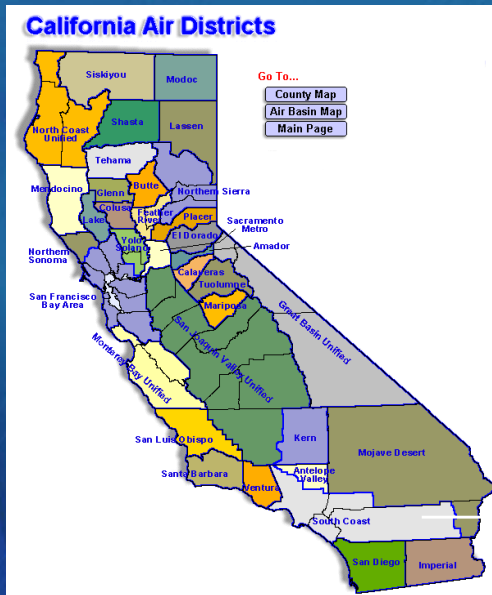 California Air Districts
Go To...
County Map
Air Basin Map
Main Page
Siskiyou
Modoc
North Coast
Unified
Shasta
Lassen
Tehama
Mendocino
Butte
Northern Sierra
Glenn
Colusa
Feather
River
Placer
Sacramento
Metro
Lake
Yolo
Solano
El Dorado
Amador
Northern
Sonoma
Calaveras
Tuolumne
San Francisco
Bay Area
Mariposa
Great Basin Unified
San Joaquin Valley Unified
Monterey Bay Unified
San Luis Obispo
Kern
Mojave Desert
Santa Barbara
Antelope
Valley
Ventura
South Coast
San Diego
Imperial